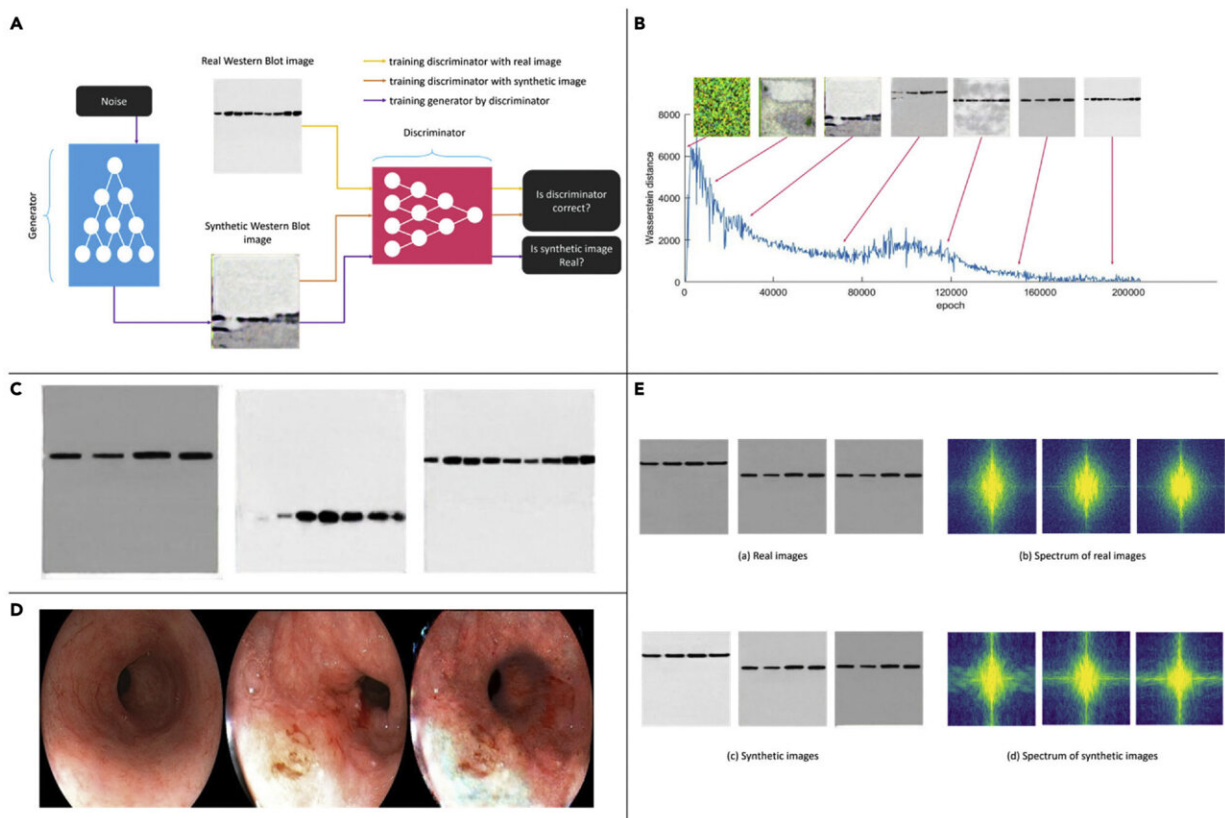 A
Real Western Blot image
training discriminator with real image
training discriminator with synthetic image
training generator by discriminator
Noise
Discriminator
Generator
Is discriminator
correct?
Synthetic Western Blot
image
Is synthetic image
Real?
B
8000
6000
4000
2000
0
Wasserstein distance
0
40000
80000
120000
160000
200000
epoch
C
D
E
(a) Real images
(b) Spectrum of real images
(c) Synthetic images
(d) Spectrum of synthetic images